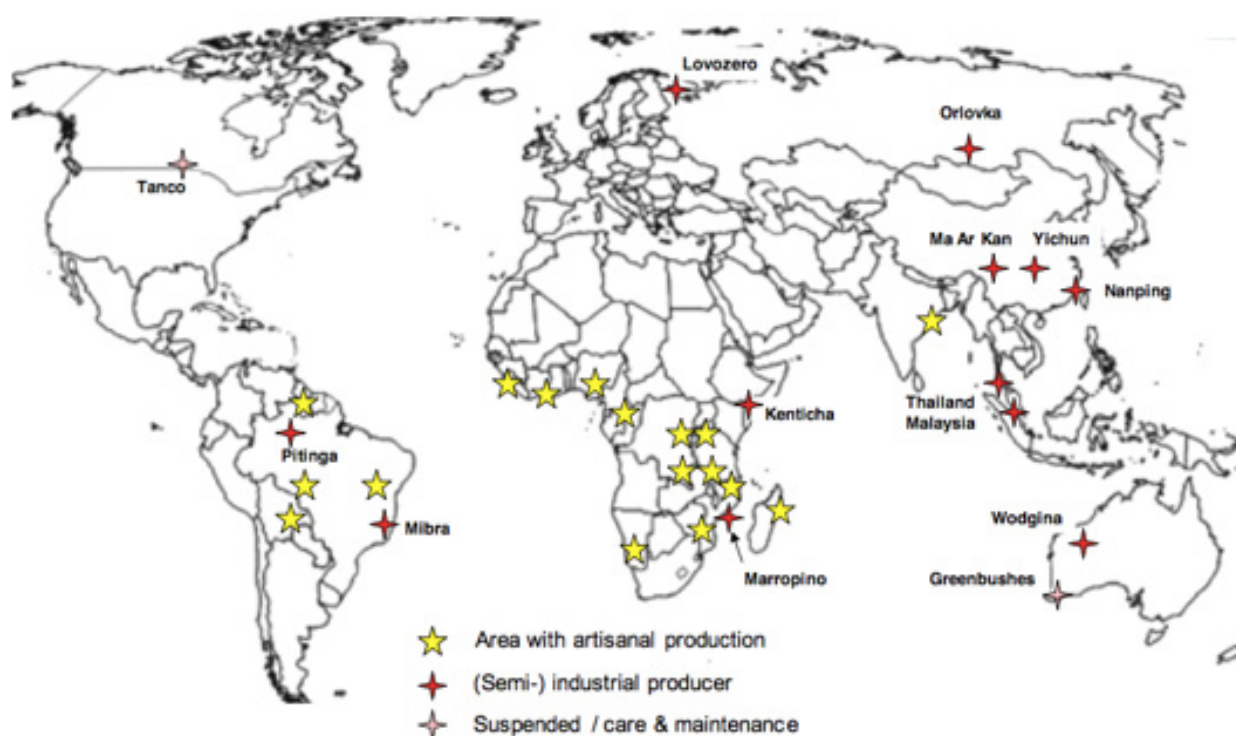 Lovozero
Orlovka
Tanco
Ma Ar Kan
Yichun
Nanping
Kenticha
Thailand
Malaysia
Pitinga
Mibra
Wodgina
Marropino
Greenbushes
Area with artisanal production
(Semi-) industrial producer
Suspended / care & maintenance